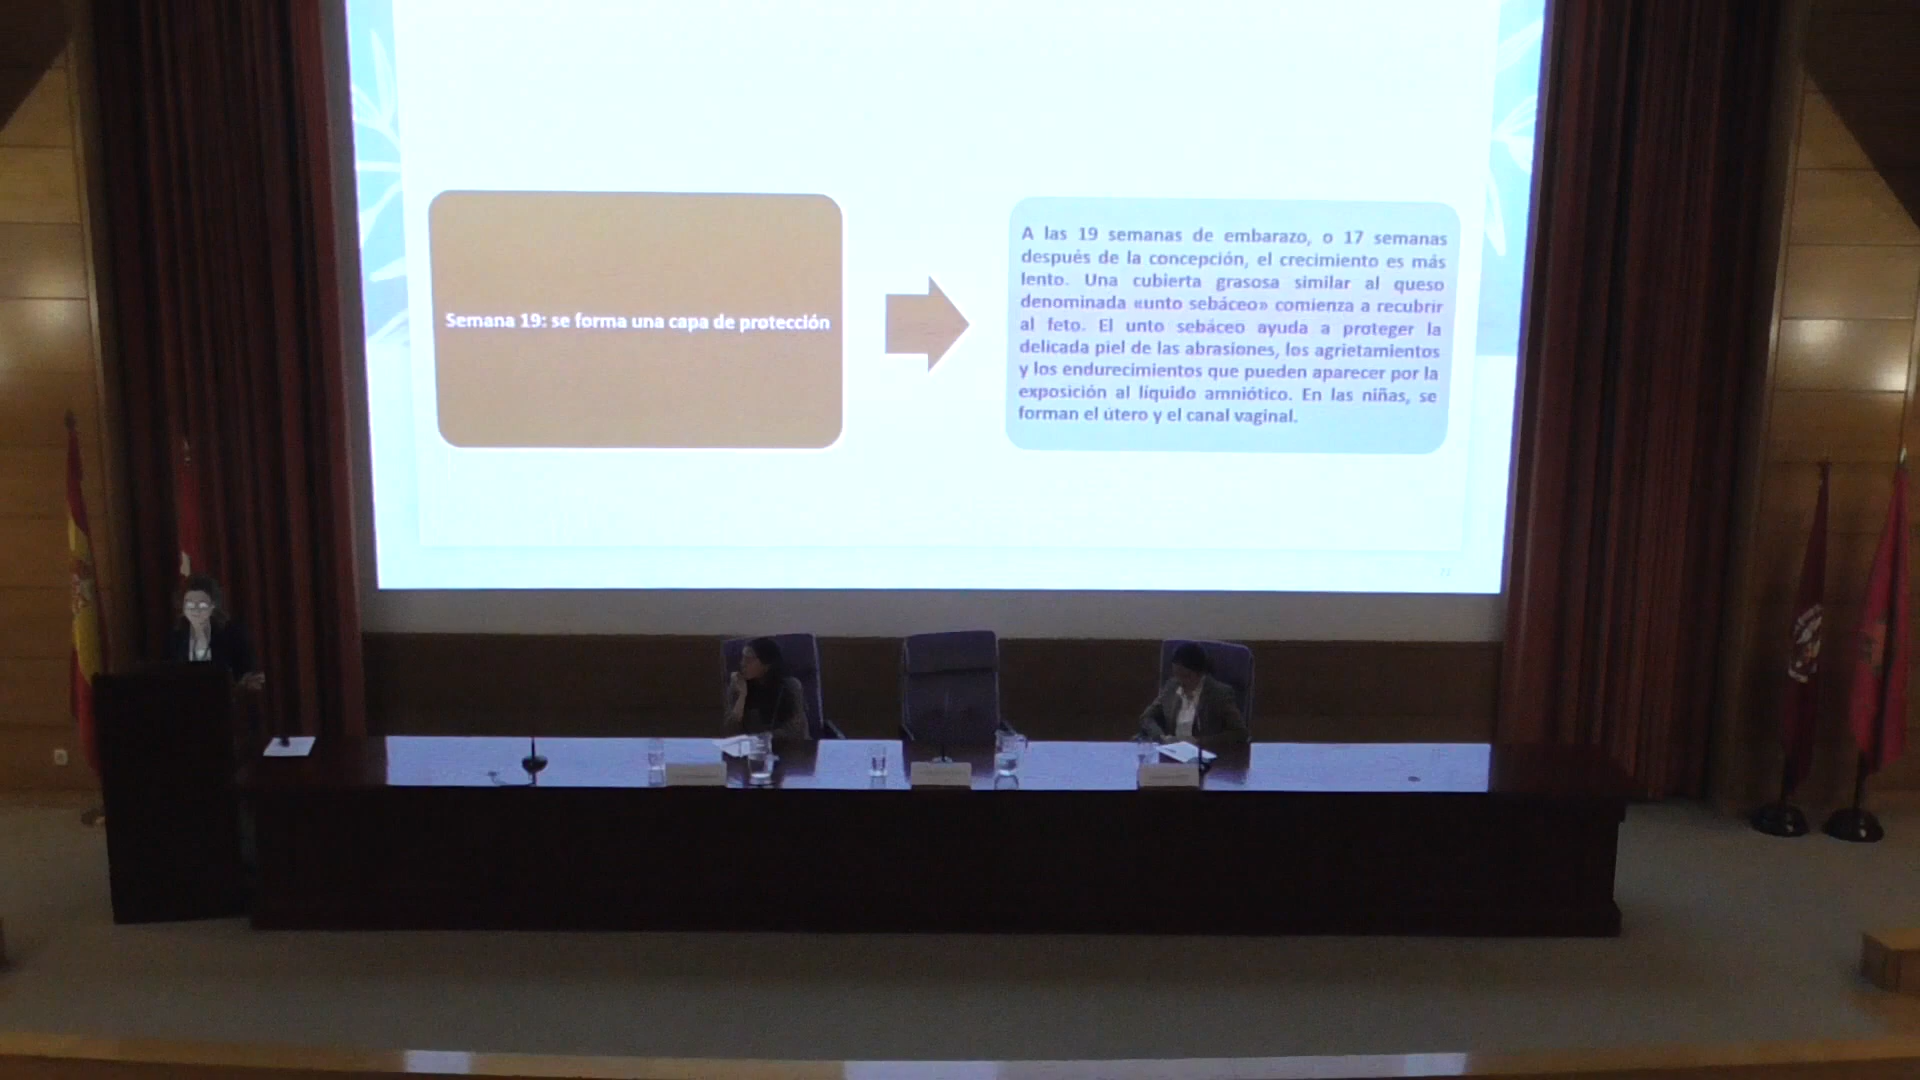 Semana 19: se forma una capa de protección
A las 19 semanas de embarazo, o 17 semanas
después de la concepción, el crecimiento es más
lento. Una cubierta grasosa similar al queso
denominada «unto sebáceo» comienza a recubrir
al feto. El unto sebáceo ayuda a proteger la
delicada piel de las abrasiones, los agrietamientos
y los endurecimientos que pueden aparecer por la
exposición al líquido amniótico. En las niñas, se
forman el útero y el canal vaginal.